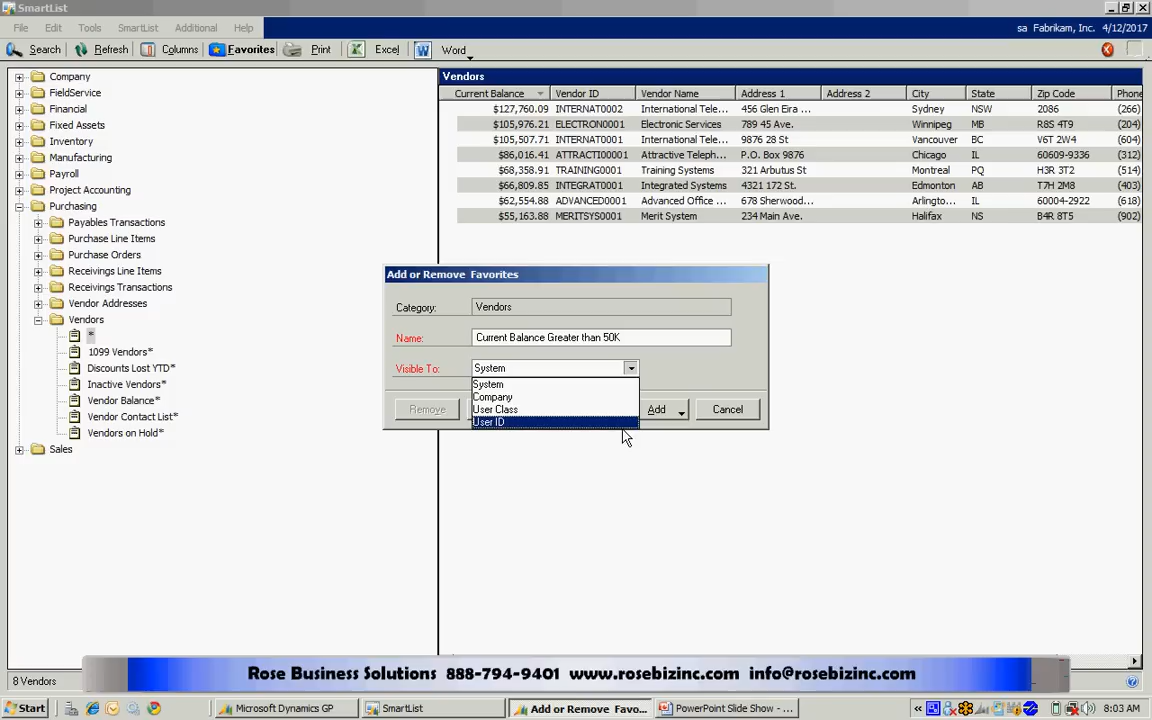 SmartList
File Edit Tools SmartList Additional Help
sa Fabrikam, Inc. 4/12/2017
Search Refresh Columns Favorites Print Excel Word
Company
FieldService
Financial
Fixed Assets
Inventory
Manufacturing
Payroll
Project Accounting
Purchasing
Payables Transactions
Purchase Line Items
Purchase Orders
Receivings Line Items
Receivings Transactions
Vendor Addresses
Vendors
*
1099 Vendors*
Discounts Lost YTD*
Inactive Vendors*
Vendor Balance*
Vendor Contact List*
Vendors on Hold*
Sales
Vendors
Current Balance Vendor ID Vendor Name Address 1 Address 2 City State Zip Code Phone
$127,760.09 INTERNAT0002 International Tele... 456 Glen Eira ... Sydney NSW 2086 (266)
$105,976.21 ELECTRON0001 Electronic Services 789 45 Ave. Winnipeg MB R8S 4T9 (204)
$105,507.71 INTERNAT0001 International Tele... 9876 28 St Vancouver BC V6T 2W4 (604)
$86,016.41 ATTRACTI0001 Attractive Teleph... P.O. Box 9876 Chicago IL 60609-9336 (312)
$68,358.91 TRAINING0001 Training Systems 321 Arbutus St Montreal PQ H3R 3T2 (514)
$66,809.85 INTEGRAT0001 Integrated Systems 4321 172 St. Edmonton AB T7H 2M8 (403)
$62,554.88 ADVANCED0001 Advanced Office ... 678 Sherwood... Arlington... IL 60004-2922 (618)
$55,163.88 MERITSYS0001 Merit System 234 Main Ave. Halifax NS B4R 8T5 (902)
Add or Remove Favorites
Category: Vendors
Name: Current Balance Greater than 50K
Visible To: System
System
Company
User Class
User ID
Remove Add Cancel
Rose Business Solutions 888-794-9401 www.rosebizinc.com info@rosebizinc.com
8 Vendors
Start Microsoft Dynamics GP SmartList Add or Remove Favo... PowerPoint Slide Show - ... « 8:03 AM